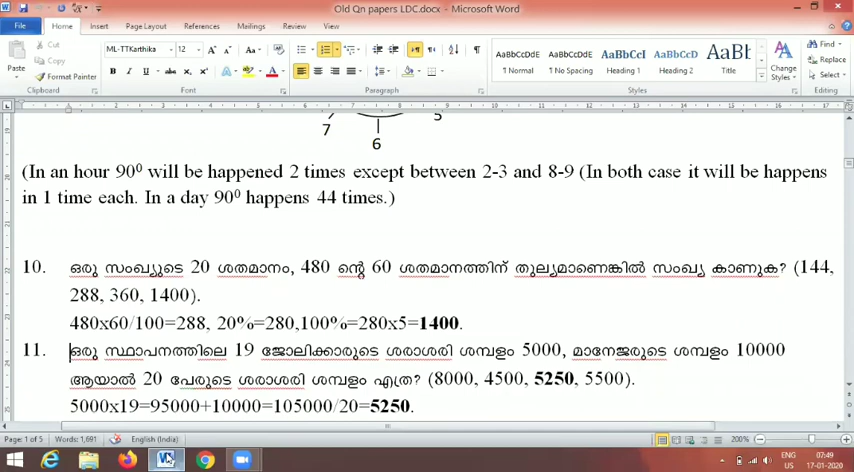 Old Qn papers LDC.docx - Microsoft Word
File Home Insert Page Layout References Mailings Review View
Cut
Copy
Format Painter
Paste
Clipboard
ML-TTKarthika 12
Font
Paragraph
AaBbCcDdE AaBbCcDdE AaBbCcI AaBbCcI AaBt
¶ Normal ¶ No Spacing Heading 1 Heading 2 Title
Change Styles
Styles
Find
Replace
Select
Editing
7
6
5
(In an hour 90⁰ will be happened 2 times except between 2-3 and 8-9 (In both case it will be happens
in 1 time each. In a day 90⁰ happens 44 times.)
10. ഒരു സംഖ്യുടെ 20 ശതമാനം, 480 ന്റെ 60 ശതമാനത്തിന് തുല്യമാണെങ്കിൽ സംഖ്യ കാണുക? (144,
288, 360, 1400).
480x60/100=288, 20%=280,100%=280x5=1400.
11. ഒരു സ്ഥാപനത്തിലെ 19 ജോലിക്കാരുടെ ശരാശരി ശമ്പളം 5000, മാനേജരുടെ ശമ്പളം 10000
ആയാൽ 20 പേരുടെ ശരാശരി ശമ്പളം എത്ര? (8000, 4500, 5250, 5500).
5000x19=95000+10000=105000/20=5250.
Page: 1 of 5 Words: 1,691 English (India) 200%
ENG
US
07:49
17-01-2020